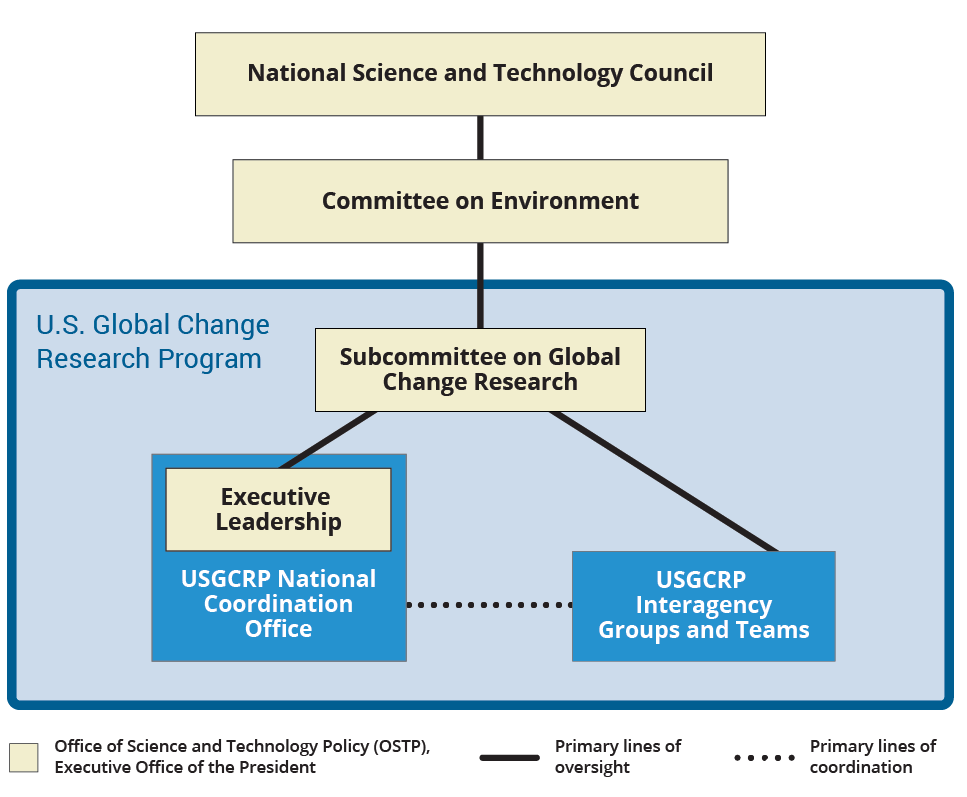 National Science and Technology Council
Committee on Environment
U.S. Global Change
Research Program
Subcommittee on Global
Change Research
Executive
Leadership
USGCRP National
Coordination
Office
USGCRP
Interagency
Groups and Teams
Office of Science and Technology Policy (OSTP),
Executive Office of the President
Primary lines of
oversight
Primary lines of
coordination